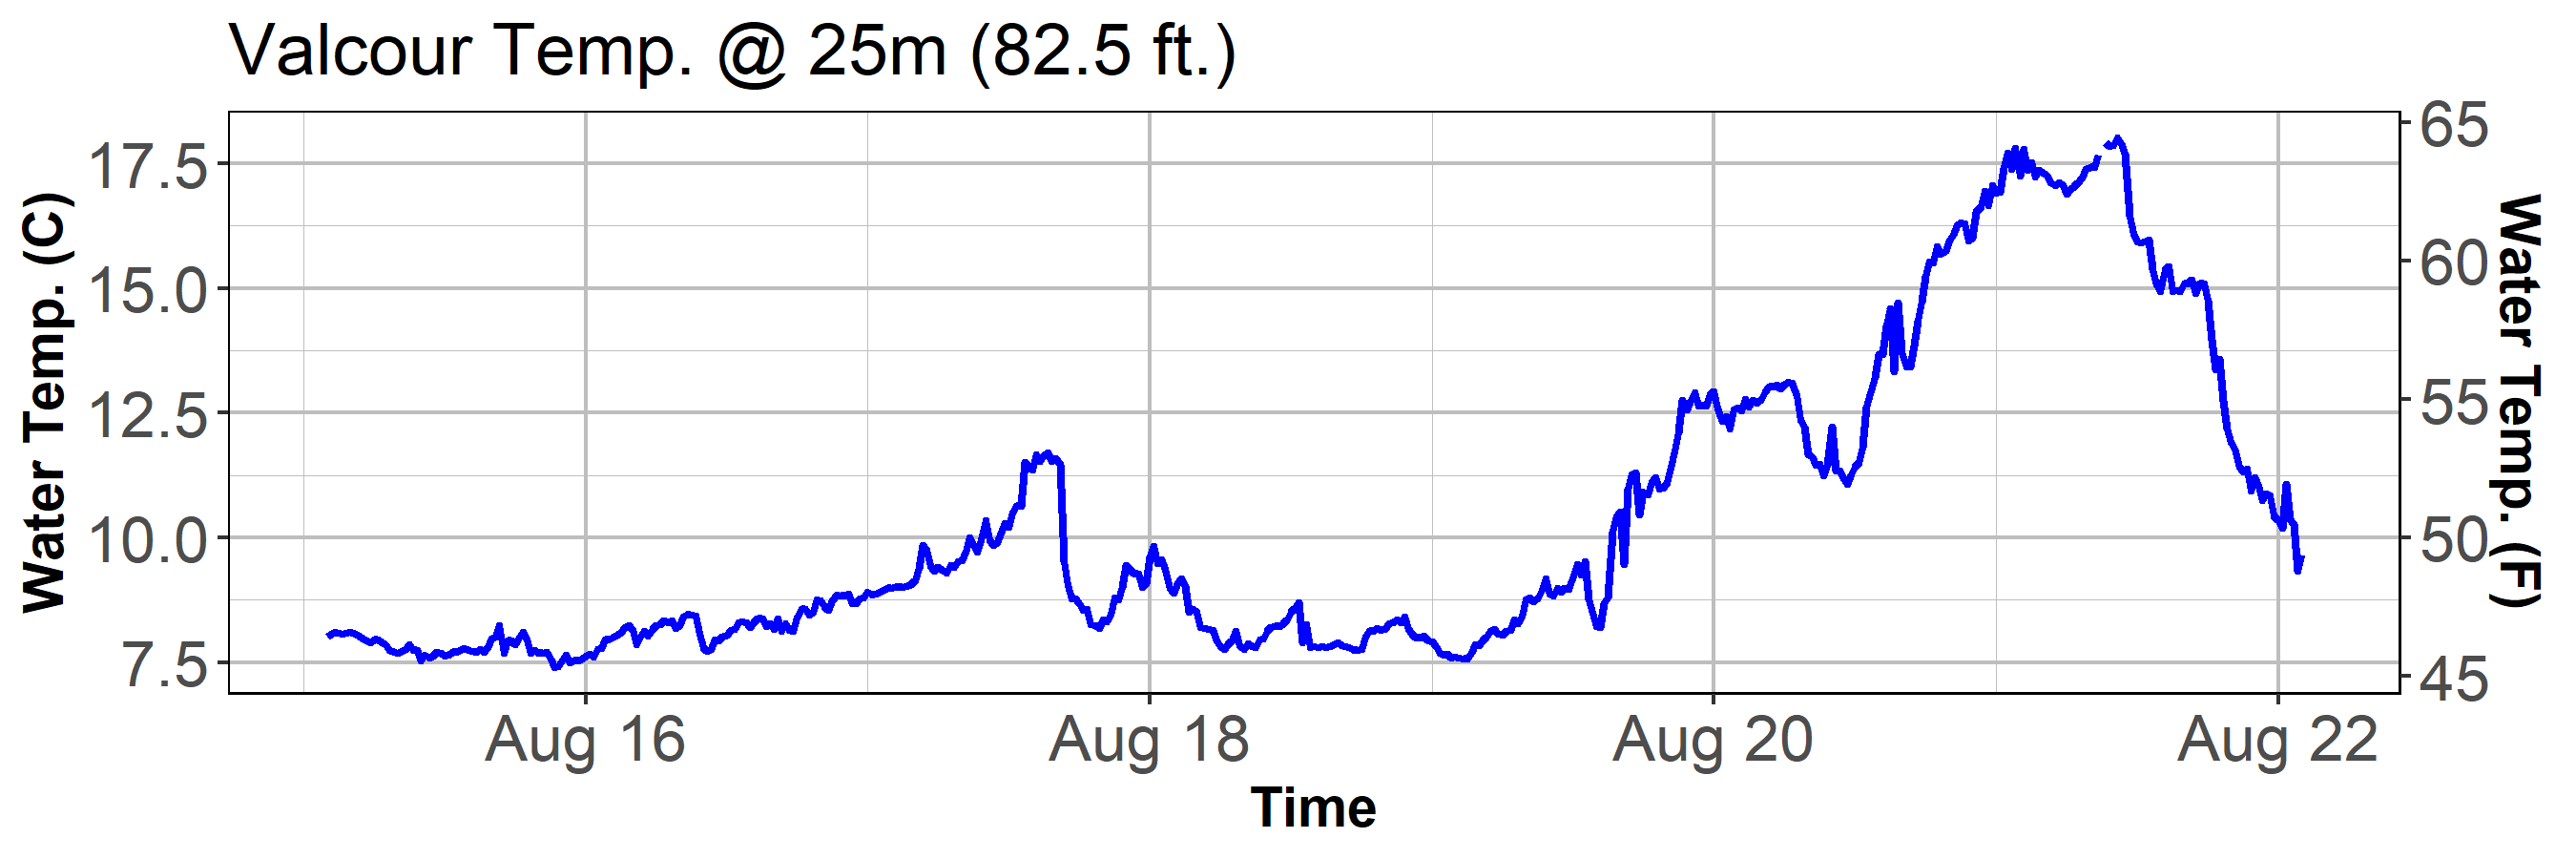 Valcour Temp. @ 25m (82.5 ft.)
Water Temp. (C)
17.5
15.0
12.5
10.0
7.5
65
60
55
50
45
Water Temp. (F)
Aug 16 Aug 18 Aug 20 Aug 22
Time